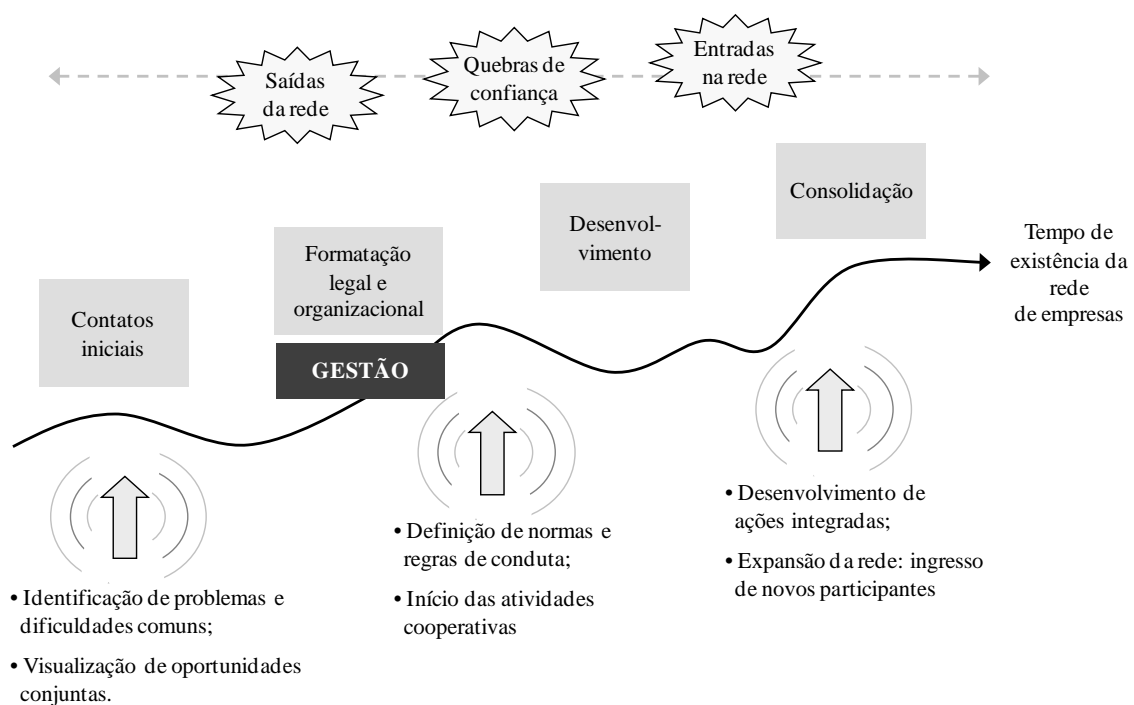 Saídas
da rede
Quebras de
confiança
Entradas
na rede
Consolidação
Desenvol-
vimento
Formatação
legal e
organizacional
GESTÃO
Contatos
iniciais
Tempo de
existência da
rede
de empresas
• Identificação de problemas e
dificuldades comuns;
• Visualização de oportunidades
conjuntas.
• Definição de normas e
regras de conduta;
• Início das atividades
cooperativas
• Desenvolvimento de
ações integradas;
• Expansão da rede: ingresso
de novos participantes